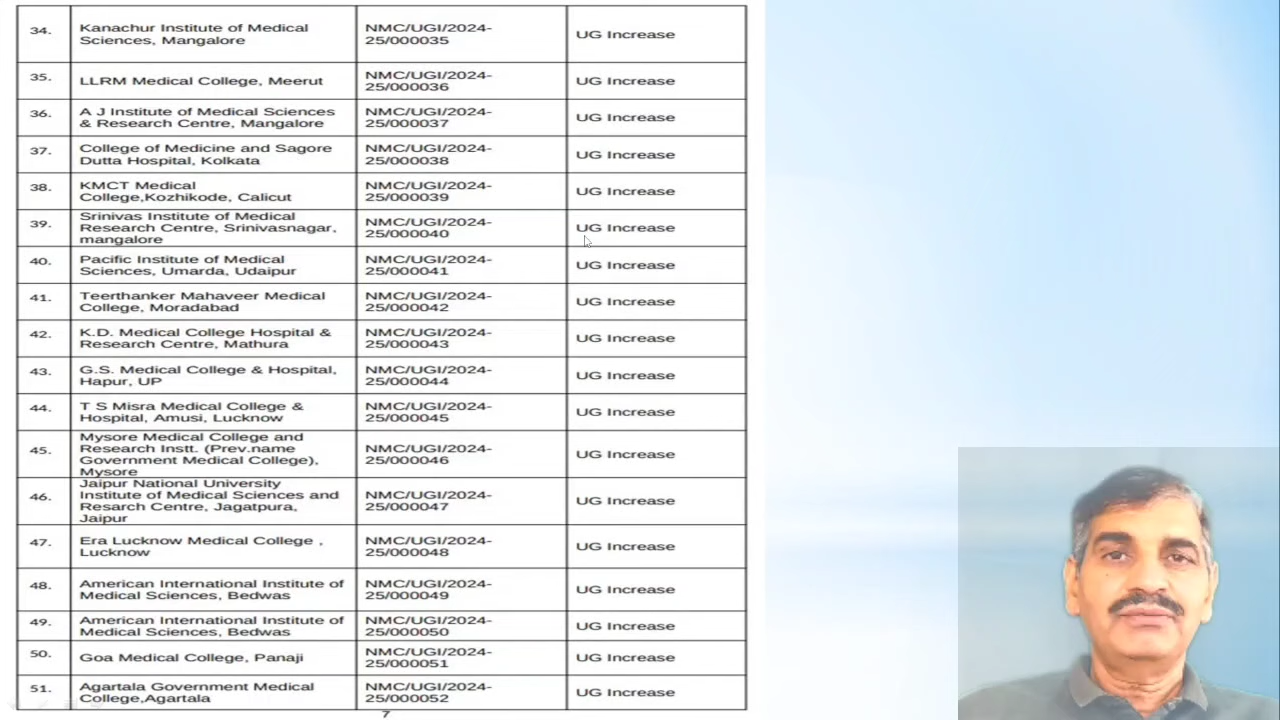 34.
Kanachur Institute of Medical
Sciences, Mangalore
NMC/UGI/2024-
25/000035
UG Increase
35.
LLRM Medical College, Meerut
NMC/UGI/2024-
25/000036
UG Increase
36.
A J Institute of Medical Sciences
& Research Centre, Mangalore
NMC/UGI/2024-
25/000037
UG Increase
37.
College of Medicine and Sagore
Dutta Hospital, Kolkata
NMC/UGI/2024-
25/000038
UG Increase
38.
KMCT Medical
College,Kozhikode, Calicut
NMC/UGI/2024-
25/000039
UG Increase
39.
Srinivas Institute of Medical
Research Centre, Srinivasnagar,
mangalore
NMC/UGI/2024-
25/000040
UG Increase
40.
Pacific Institute of Medical
Sciences, Umarda, Udaipur
NMC/UGI/2024-
25/000041
UG Increase
41.
Teerthanker Mahaveer Medical
College, Moradabad
NMC/UGI/2024-
25/000042
UG Increase
42.
K.D. Medical College Hospital &
Research Centre, Mathura
NMC/UGI/2024-
25/000043
UG Increase
43.
G.S. Medical College & Hospital,
Hapur, UP
NMC/UGI/2024-
25/000044
UG Increase
44.
T S Misra Medical College &
Hospital, Amusi, Lucknow
NMC/UGI/2024-
25/000045
UG Increase
45.
Mysore Medical College and
Research Instt. (Prev.name
Government Medical College),
Mysore
NMC/UGI/2024-
25/000046
UG Increase
46.
Jaipur National University
Institute of Medical Sciences and
Resarch Centre, Jagatpura,
Jaipur
NMC/UGI/2024-
25/000047
UG Increase
47.
Era Lucknow Medical College ,
Lucknow
NMC/UGI/2024-
25/000048
UG Increase
48.
American International Institute of
Medical Sciences, Bedwas
NMC/UGI/2024-
25/000049
UG Increase
49.
American International Institute of
Medical Sciences, Bedwas
NMC/UGI/2024-
25/000050
UG Increase
50.
Goa Medical College, Panaji
NMC/UGI/2024-
25/000051
UG Increase
51.
Agartala Government Medical
College,Agartala
NMC/UGI/2024-
25/000052
UG Increase
7